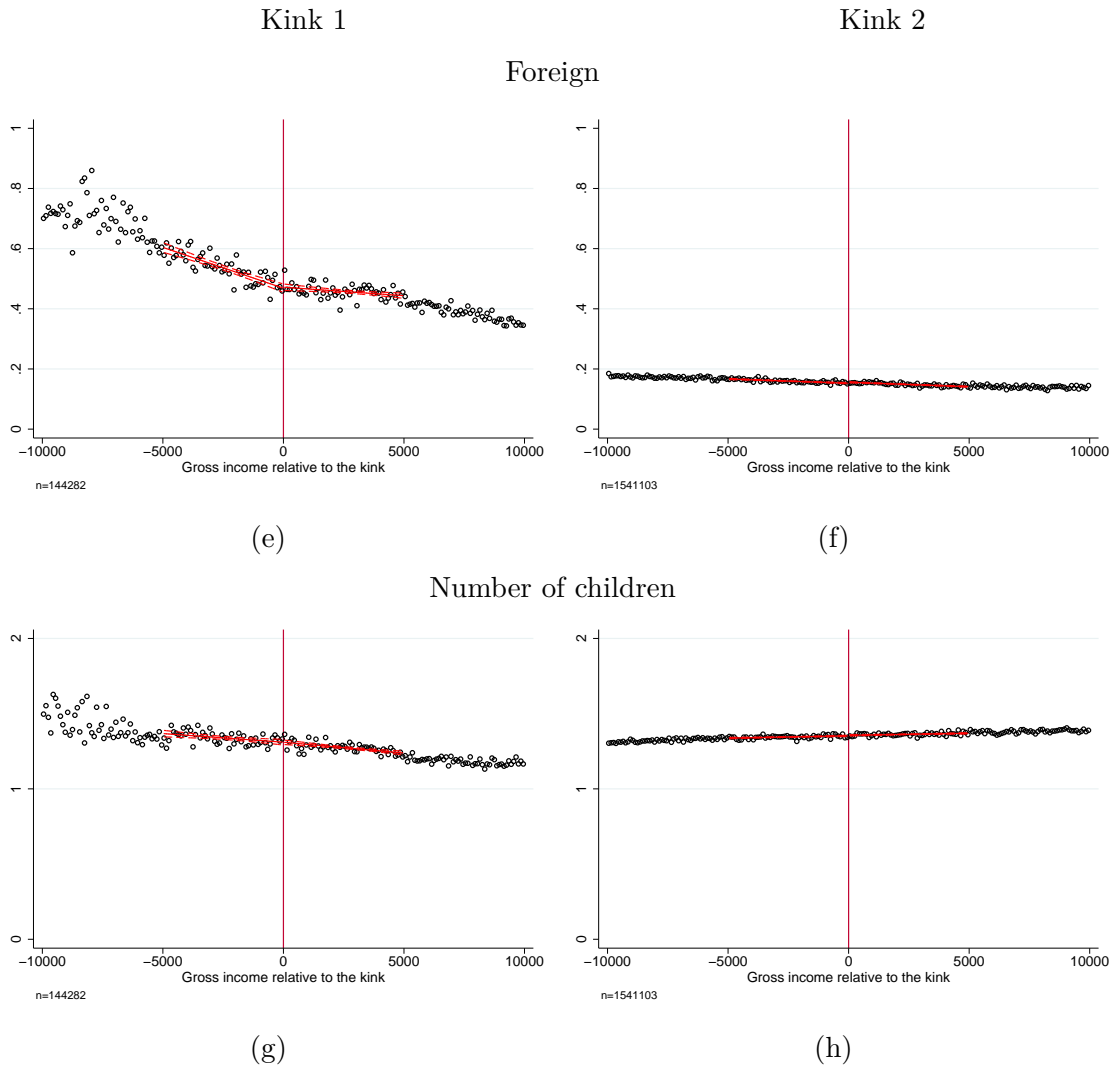 Kink 1 Kink 2
Foreign
1 1
.8 .8
.6 .6
.4 .4
.2 .2
0 0
−10000 −5000 0 5000 10000 −10000 −5000 0 5000 10000
Gross income relative to the kink Gross income relative to the kink
n=144282 n=1541103
(e) (f)
Number of children
2 2
1 1
0 0
−10000 −5000 0 5000 10000 −10000 −5000 0 5000 10000
Gross income relative to the kink Gross income relative to the kink
n=144282 n=1541103
(g) (h)